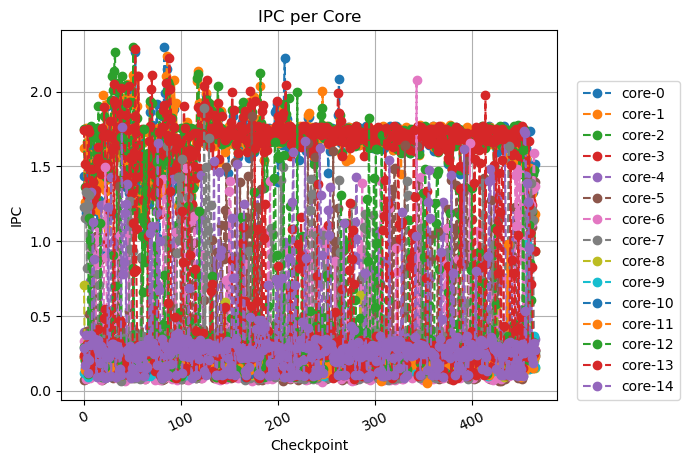 IPC per Core
2.0
1.5
1.0
0.5
0.0
IPC
0
100
200
300
400
Checkpoint
core-0
core-1
core-2
core-3
core-4
core-5
core-6
core-7
core-8
core-9
core-10
core-11
core-12
core-13
core-14